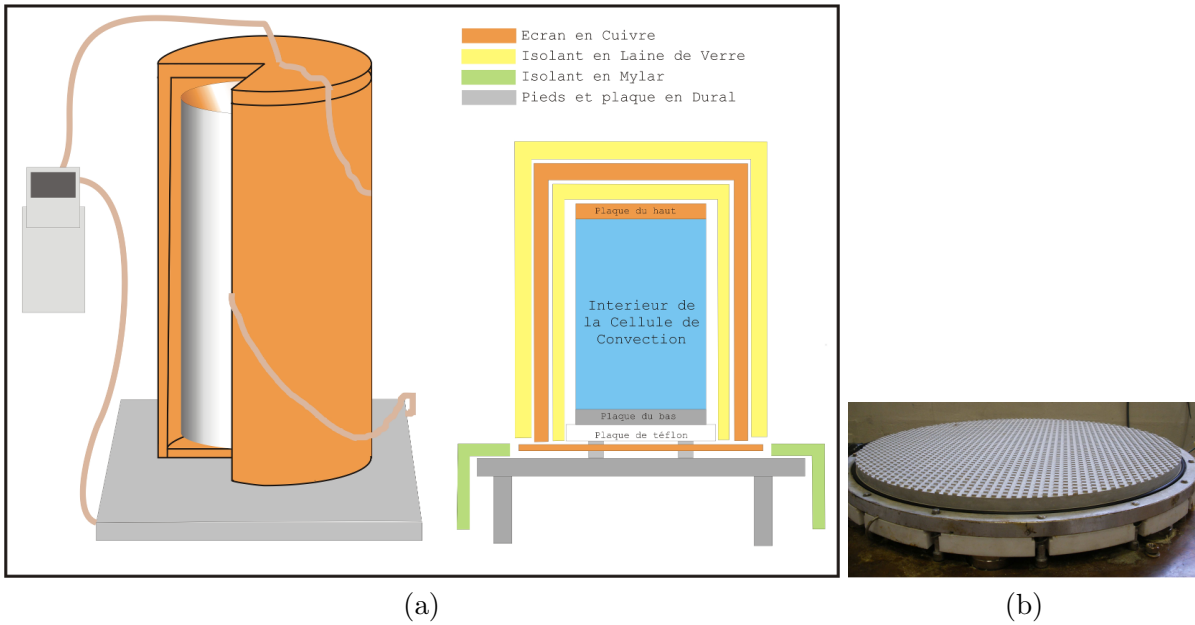 Ecran en Cuivre
Isolant en Laine de Verre
Isolant en Mylar
Pieds et plaque en Dural
Plaque du haut
Interieur de
la Cellule de
Convection
Plaque du bas
Plaque de téflon
(a)
(b)